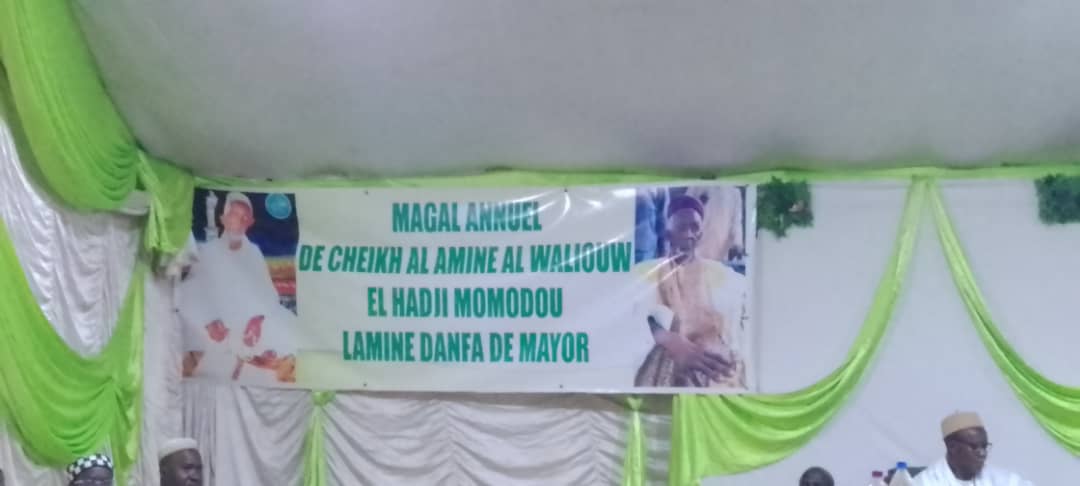 MAGAL ANNUEL
DE CHEIKH AL AMINE AL WALIOUW
EL HADJI MOMODOU
LAMINE DANFA DE MAYOR